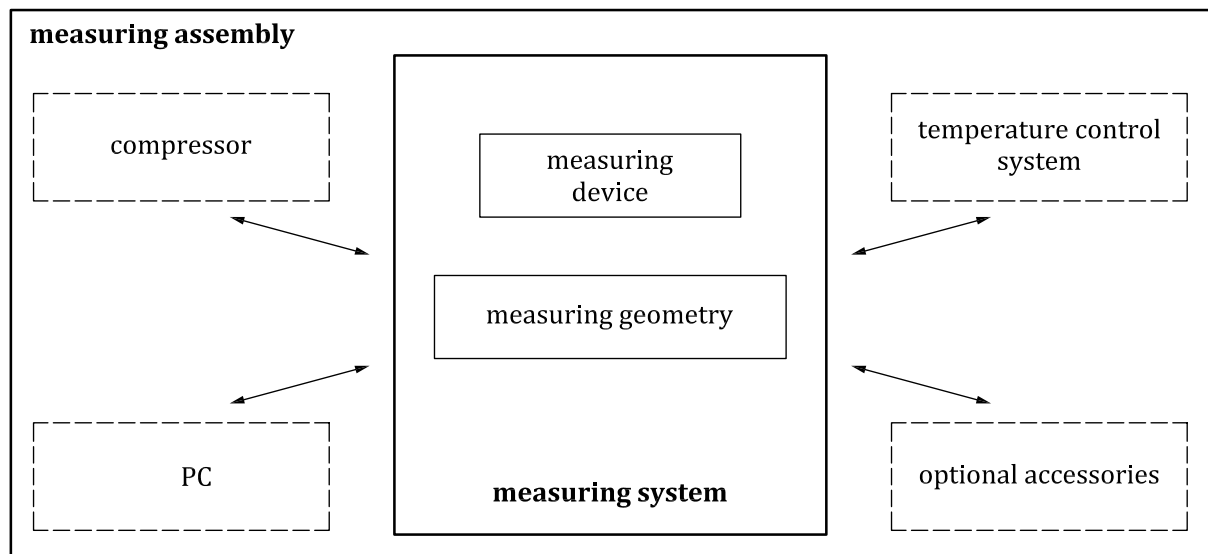 measuring assembly
compressor
measuring
device
temperature control
system
measuring geometry
PC
measuring system
optional accessories